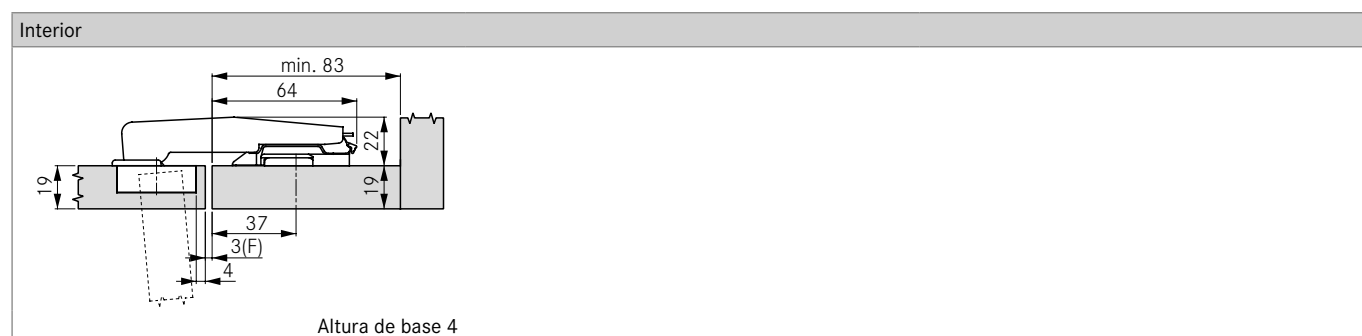 Interior
min. 83
64
22
19
19
37
3(F)
4
Altura de base 4